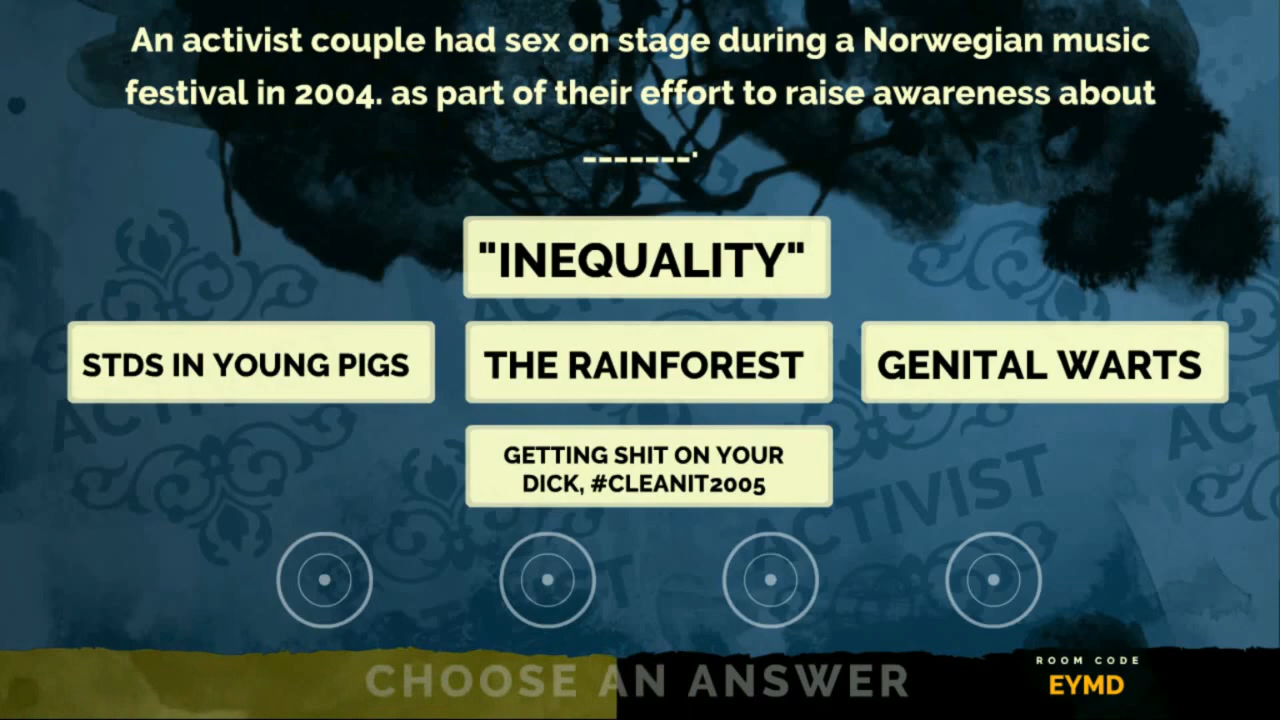 An activist couple had sex on stage during a Norwegian music
festival in 2004. as part of their effort to raise awareness about
_______.
"INEQUALITY"
STDS IN YOUNG PIGS
THE RAINFOREST
GENITAL WARTS
GETTING SHIT ON YOUR
DICK, #CLEANIT2005
ACTIVIST
CHOOSE AN ANSWER
ROOM CODE
EYMD